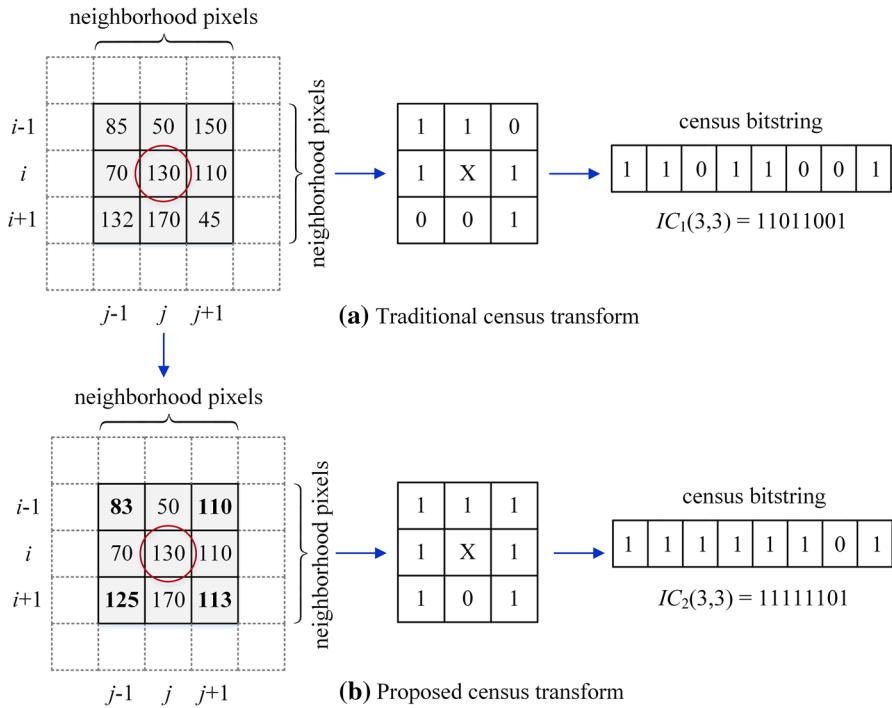 neighborhood pixels
i-1 85 50 150
i 70 130 110
i+1 132 170 45
j-1 j j+1
neighborhood pixels
1 1 0
1 X 1
0 0 1
census bitstring
1 1 0 1 1 0 0 1
IC1(3,3) = 11011001
(a) Traditional census transform
neighborhood pixels
i-1 83 50 110
i 70 130 110
i+1 125 170 113
j-1 j j+1
neighborhood pixels
1 1 1
1 X 1
1 0 1
census bitstring
1 1 1 1 1 1 0 1
IC2(3,3) = 11111101
(b) Proposed census transform